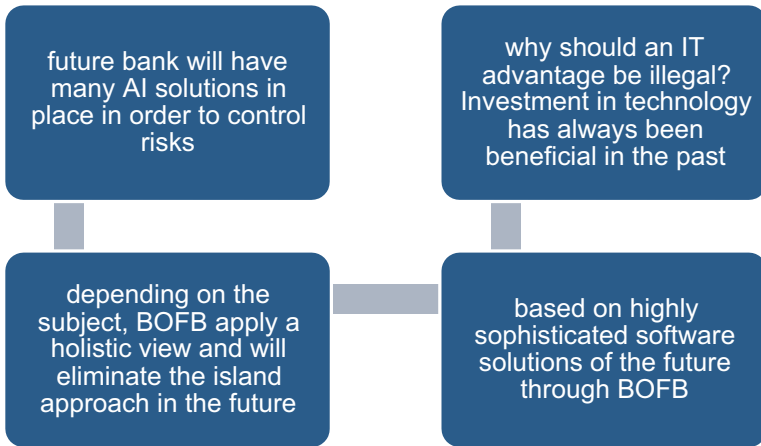 future bank will have
many AI solutions in
place in order to control
risks
depending on the
subject, BOFB apply a
holistic view and will
eliminate the island
approach in the future
based on highly
sophisticated software
solutions of the future
through BOFB
why should an IT
advantage be illegal?
Investment in technology
has always been
beneficial in the past